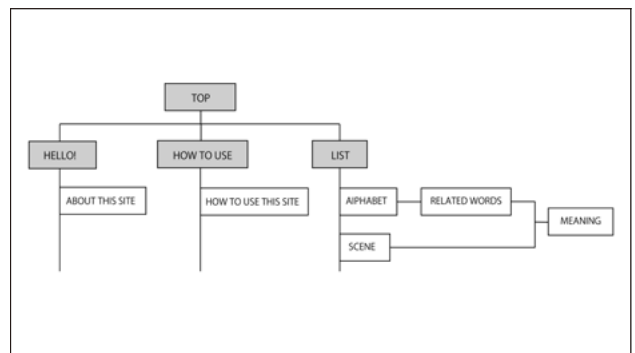 TOP
HELLO!
HOW TO USE
LIST
ABOUT THIS SITE
HOW TO USE THIS SITE
AIPHABET
RELATED WORDS
MEANING
SCENE